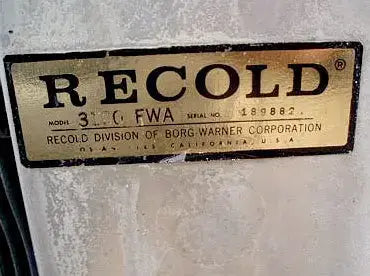 RECOLD®
MODEL FWA SERIAL NO. 189882
RECOLD DIVISION OF BORG-WARNER CORPORATION
CALIFORNIA, U.S.A.